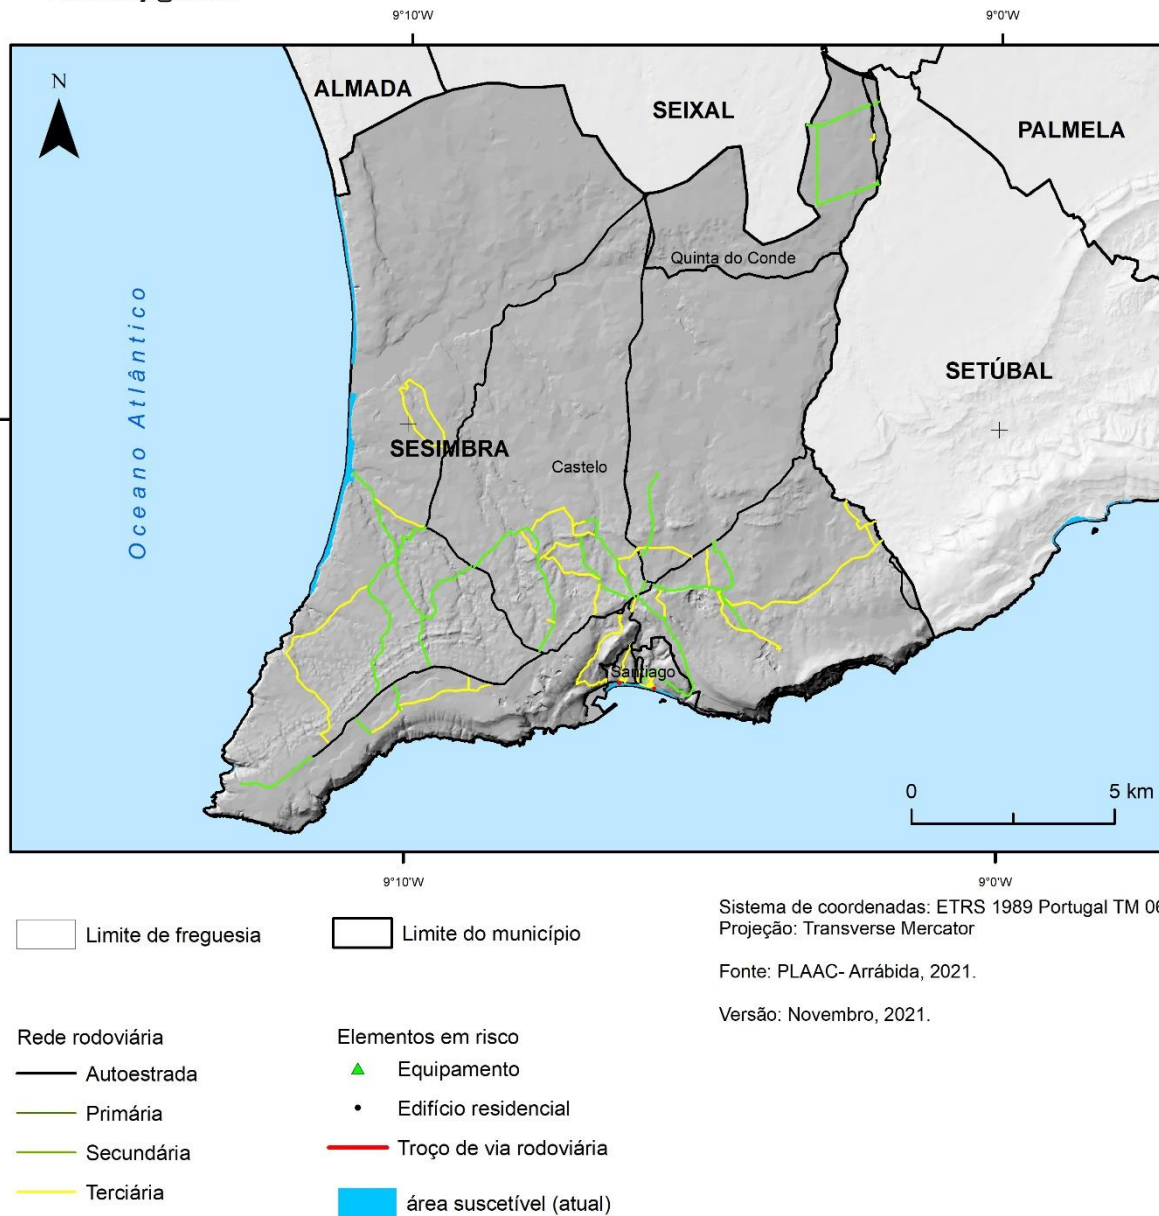 9°10'W
9°0'W
N
ALMADA
SEIXAL
PALMELA
Quinta do Conde
Oceano Atlântico
SETÚBAL
SESIMBRA
Castelo
Santiago
0
5 km
9°10'W
9°0'W
Limite de freguesia
Limite do município
Sistema de coordenadas: ETRS 1989 Portugal TM 06
Projeção: Transverse Mercator
Fonte: PLAAC- Arrábida, 2021.
Versão: Novembro, 2021.
Rede rodoviária
Autoestrada
Primária
Secundária
Terciária
Elementos em risco
Equipamento
Edifício residencial
Troço de via rodoviária
área suscetível (atual)